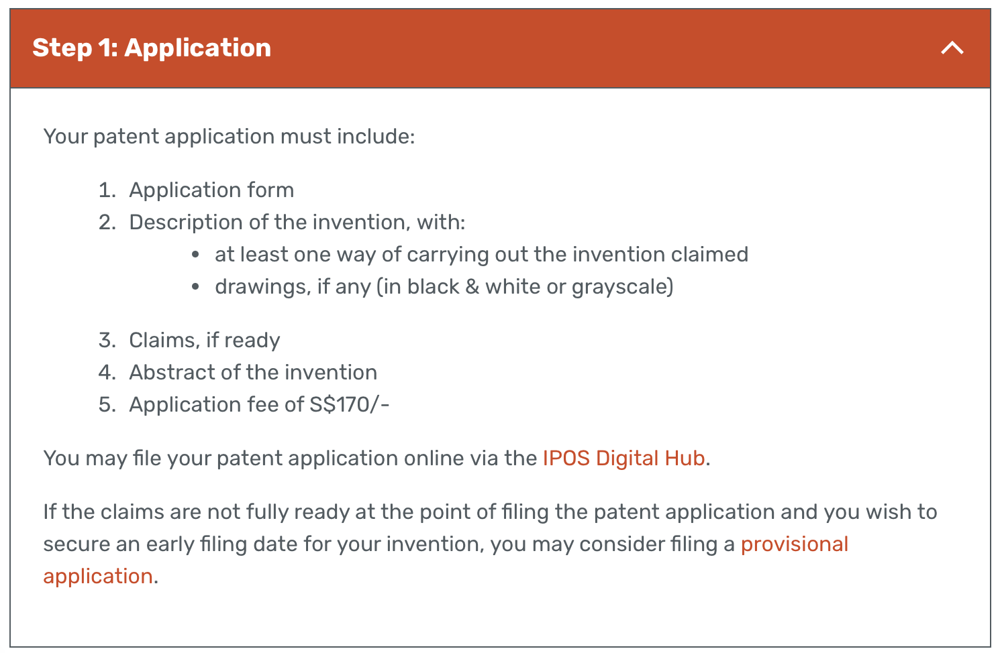 Step 1: Application
Your patent application must include:
1. Application form
2. Description of the invention, with:
• at least one way of carrying out the invention claimed
• drawings, if any (in black & white or grayscale)
3. Claims, if ready
4. Abstract of the invention
5. Application fee of S$170/-
You may file your patent application online via the IPOS Digital Hub.
If the claims are not fully ready at the point of filing the patent application and you wish to
secure an early filing date for your invention, you may consider filing a provisional
application.